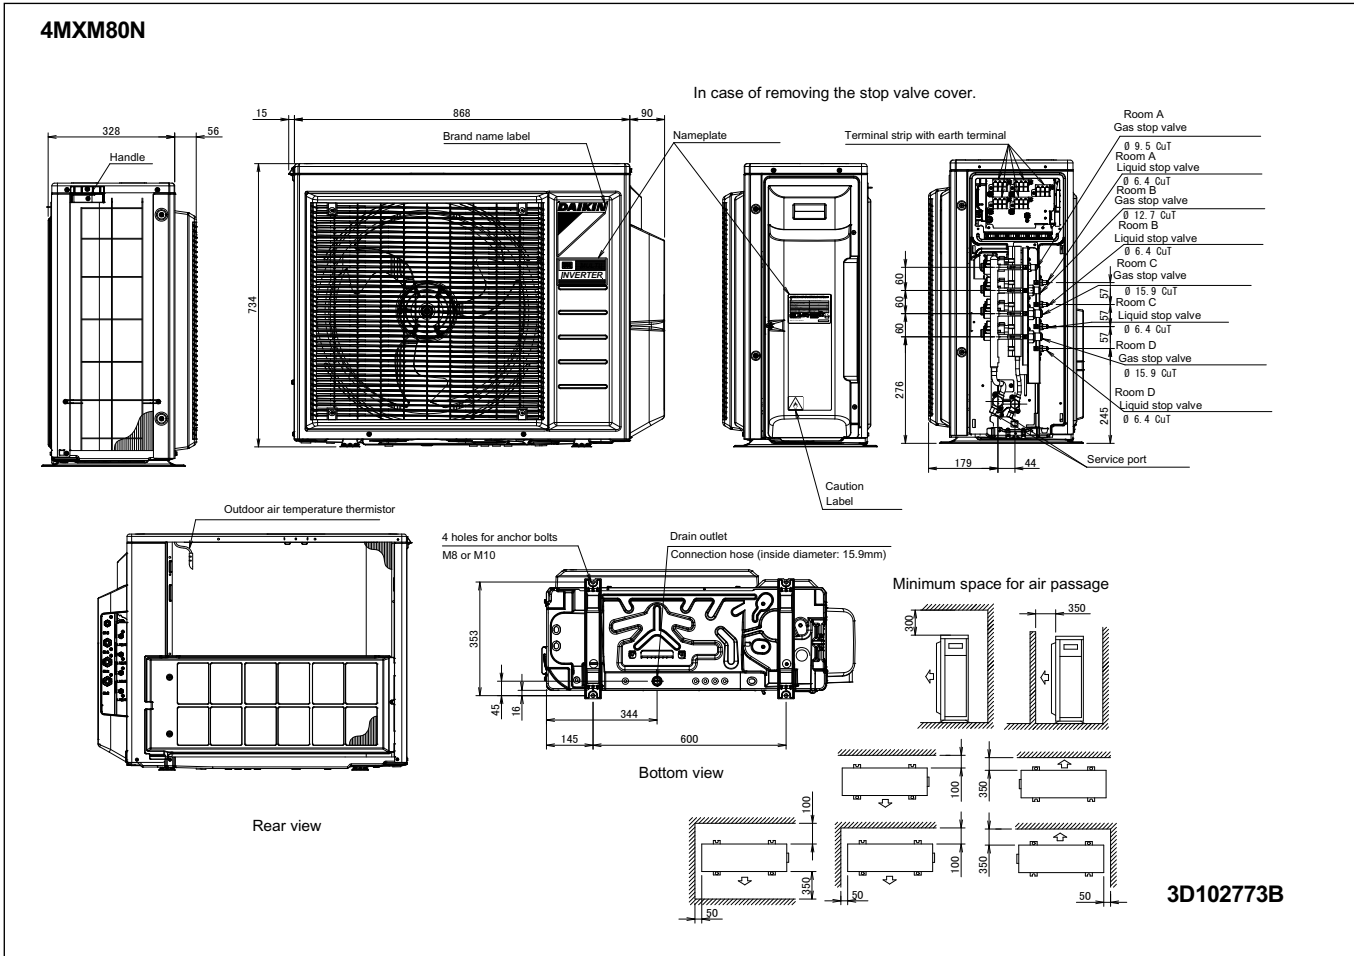 4MXM80N
In case of removing the stop valve cover.
15
868
90
328
56
Handle
Brand name label
Nameplate
Terminal strip with earth terminal
Room A
Gas stop valve
Ø 9.5 CuT
Room A
Liquid stop valve
Ø 6.4 CuT
Room B
Gas stop valve
Ø 12.7 CuT
Room B
Liquid stop valve
Ø 6.4 CuT
Room C
Gas stop valve
Ø 15.9 CuT
Room C
Liquid stop valve
Ø 6.4 CuT
Room D
Gas stop valve
Ø 15.9 CuT
Room D
Liquid stop valve
Ø 6.4 CuT
DAIKIN
INVERTER
734
60
60
60
276
57
57
57
245
179
44
Service port
Caution
Label
Outdoor air temperature thermistor
Rear view
4 holes for anchor bolts
M8 or M10
Drain outlet
Connection hose (inside diameter: 15.9mm)
353
45
16
344
145
600
Bottom view
Minimum space for air passage
300
350
100
350
100
350
50
100
50
350
50
3D102773B